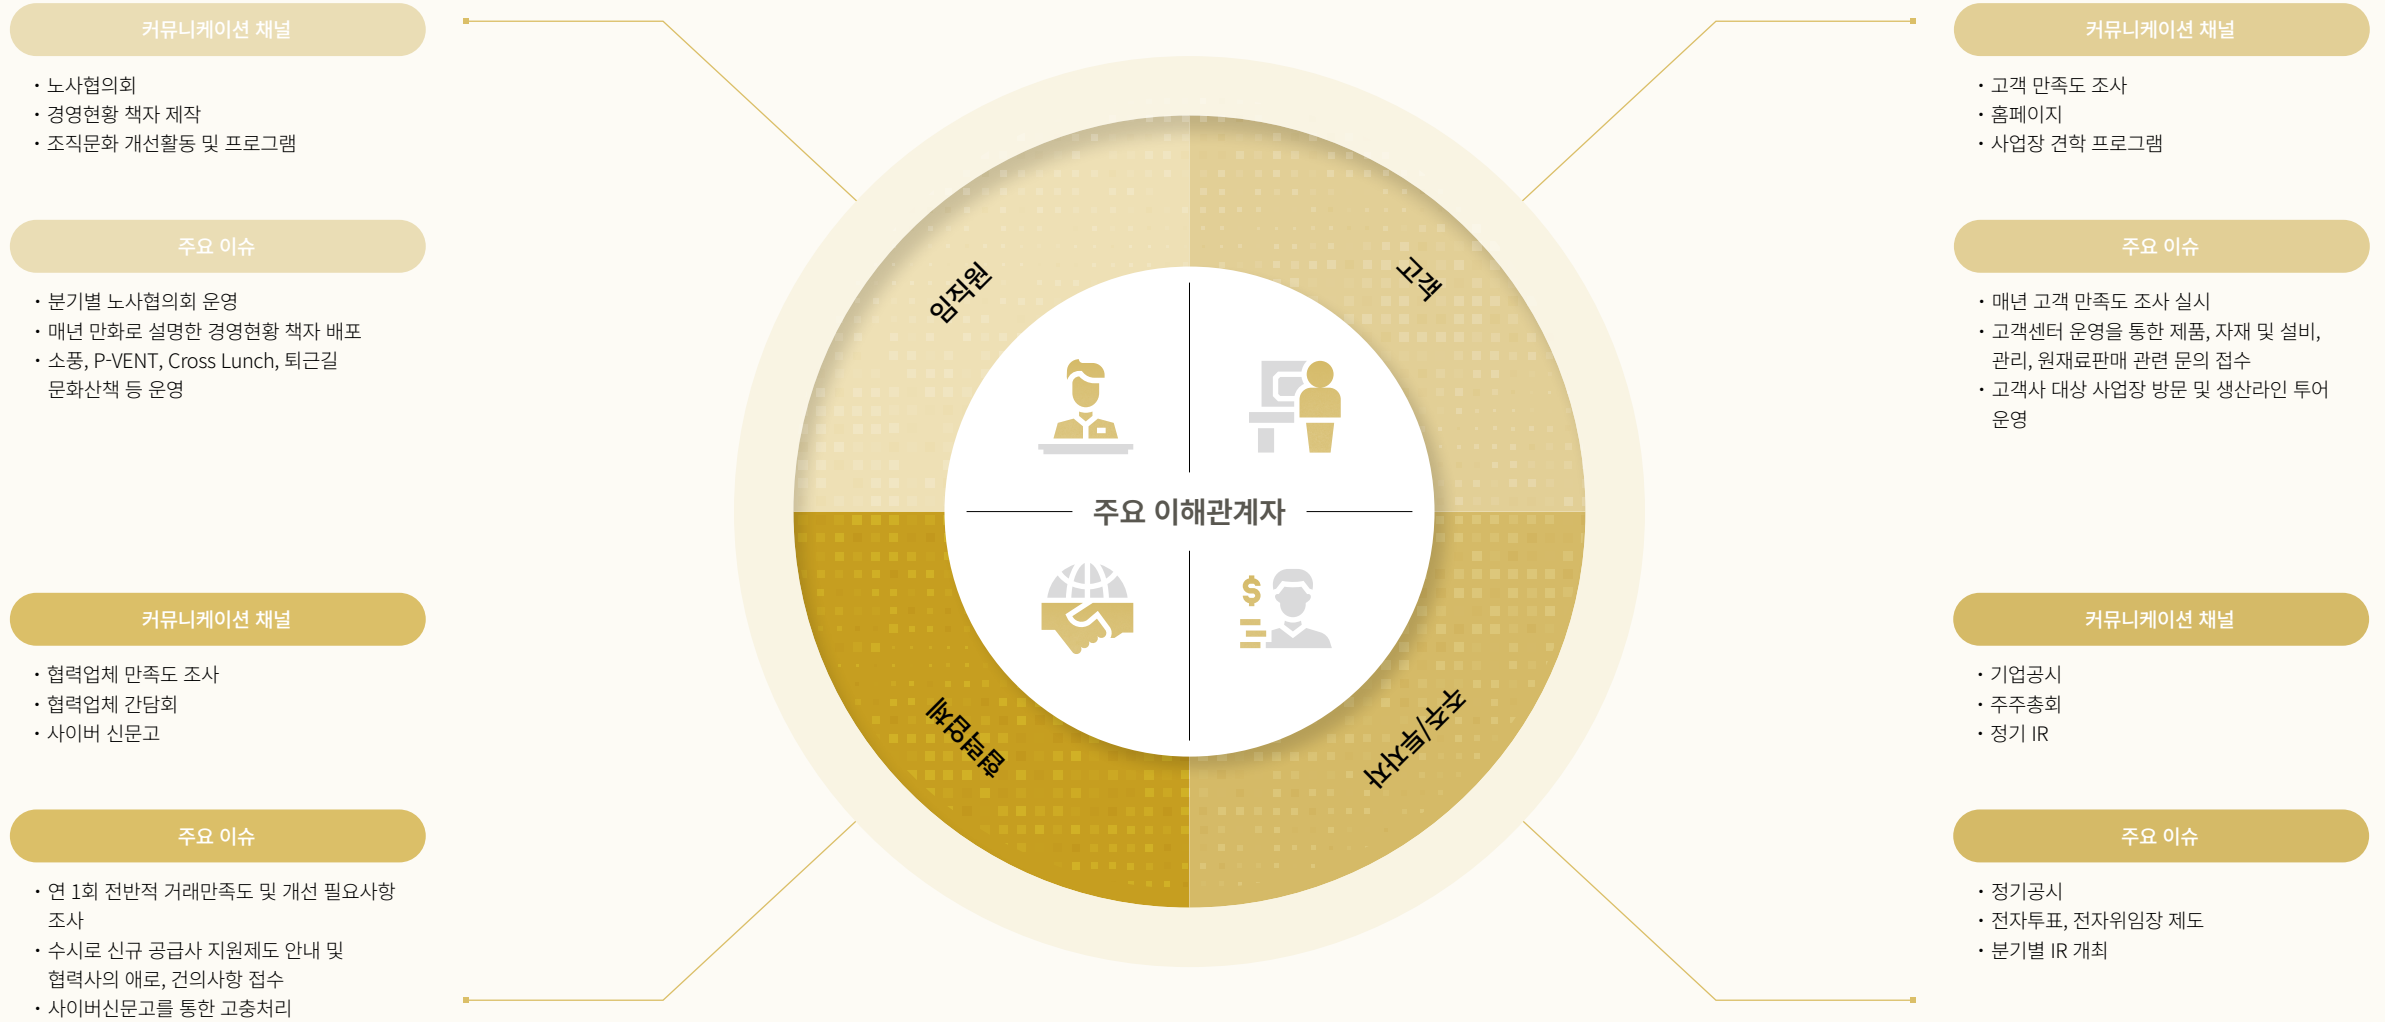 커뮤니케이션 채널
• 노사협의회
• 경영현황 책자 제작
• 조직문화 개선활동 및 프로그램
주요 이슈
• 분기별 노사협의회 운영
• 매년 만화로 설명한 경영현황 책자 배포
• 소풍, P-VENT, Cross Lunch, 퇴근길
문화산책 등 운영
커뮤니케이션 채널
• 고객 만족도 조사
• 홈페이지
• 사업장 견학 프로그램
주요 이슈
• 매년 고객 만족도 조사 실시
• 고객센터 운영을 통한 제품, 자재 및 설비,
관리, 원재료판매 관련 문의 접수
• 고객사 대상 사업장 방문 및 생산라인 투어
운영
임직원
고객
주요 이해관계자
협력업체
주주/투자자
커뮤니케이션 채널
• 협력업체 만족도 조사
• 협력업체 간담회
• 사이버 신문고
주요 이슈
• 연 1회 전반적 거래만족도 및 개선 필요사항
조사
• 수시로 신규 공급사 지원제도 안내 및
협력사의 애로, 건의사항 접수
• 사이버신문고를 통한 고충처리
커뮤니케이션 채널
• 기업공시
• 주주총회
• 정기 IR
주요 이슈
• 정기공시
• 전자투표, 전자위임장 제도
• 분기별 IR 개최